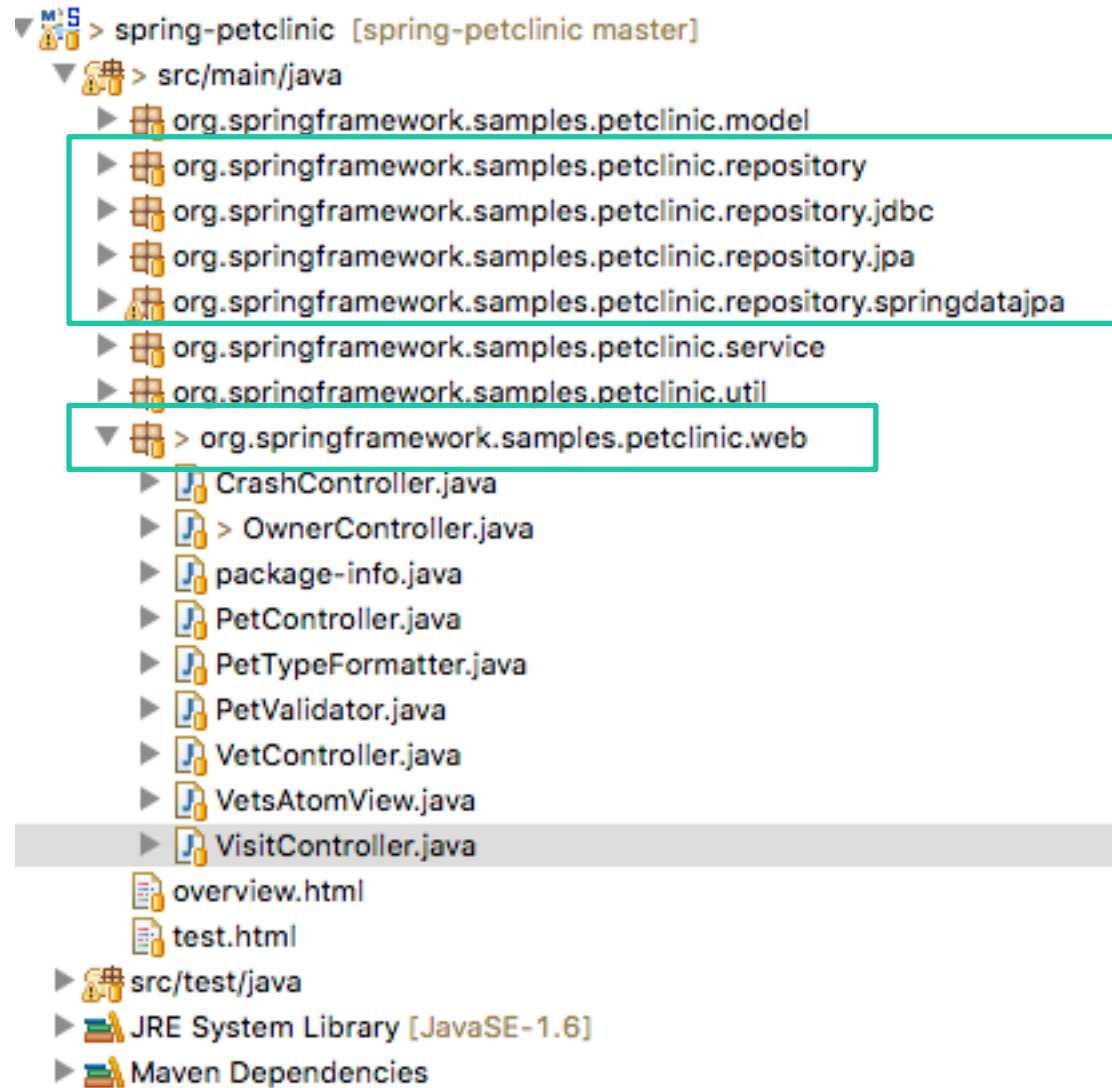 > spring-petclinic [spring-petclinic master]
> src/main/java
org.springframework.samples.petclinic.model
org.springframework.samples.petclinic.repository
org.springframework.samples.petclinic.repository.jdbc
org.springframework.samples.petclinic.repository.jpa
org.springframework.samples.petclinic.repository.springdatajpa
org.springframework.samples.petclinic.service
org.springframework.samples.petclinic.util
> org.springframework.samples.petclinic.web
CrashController.java
> OwnerController.java
package-info.java
PetController.java
PetTypeFormatter.java
PetValidator.java
VetController.java
VetsAtomView.java
VisitController.java
overview.html
test.html
src/test/java
JRE System Library [JavaSE-1.6]
Maven Dependencies